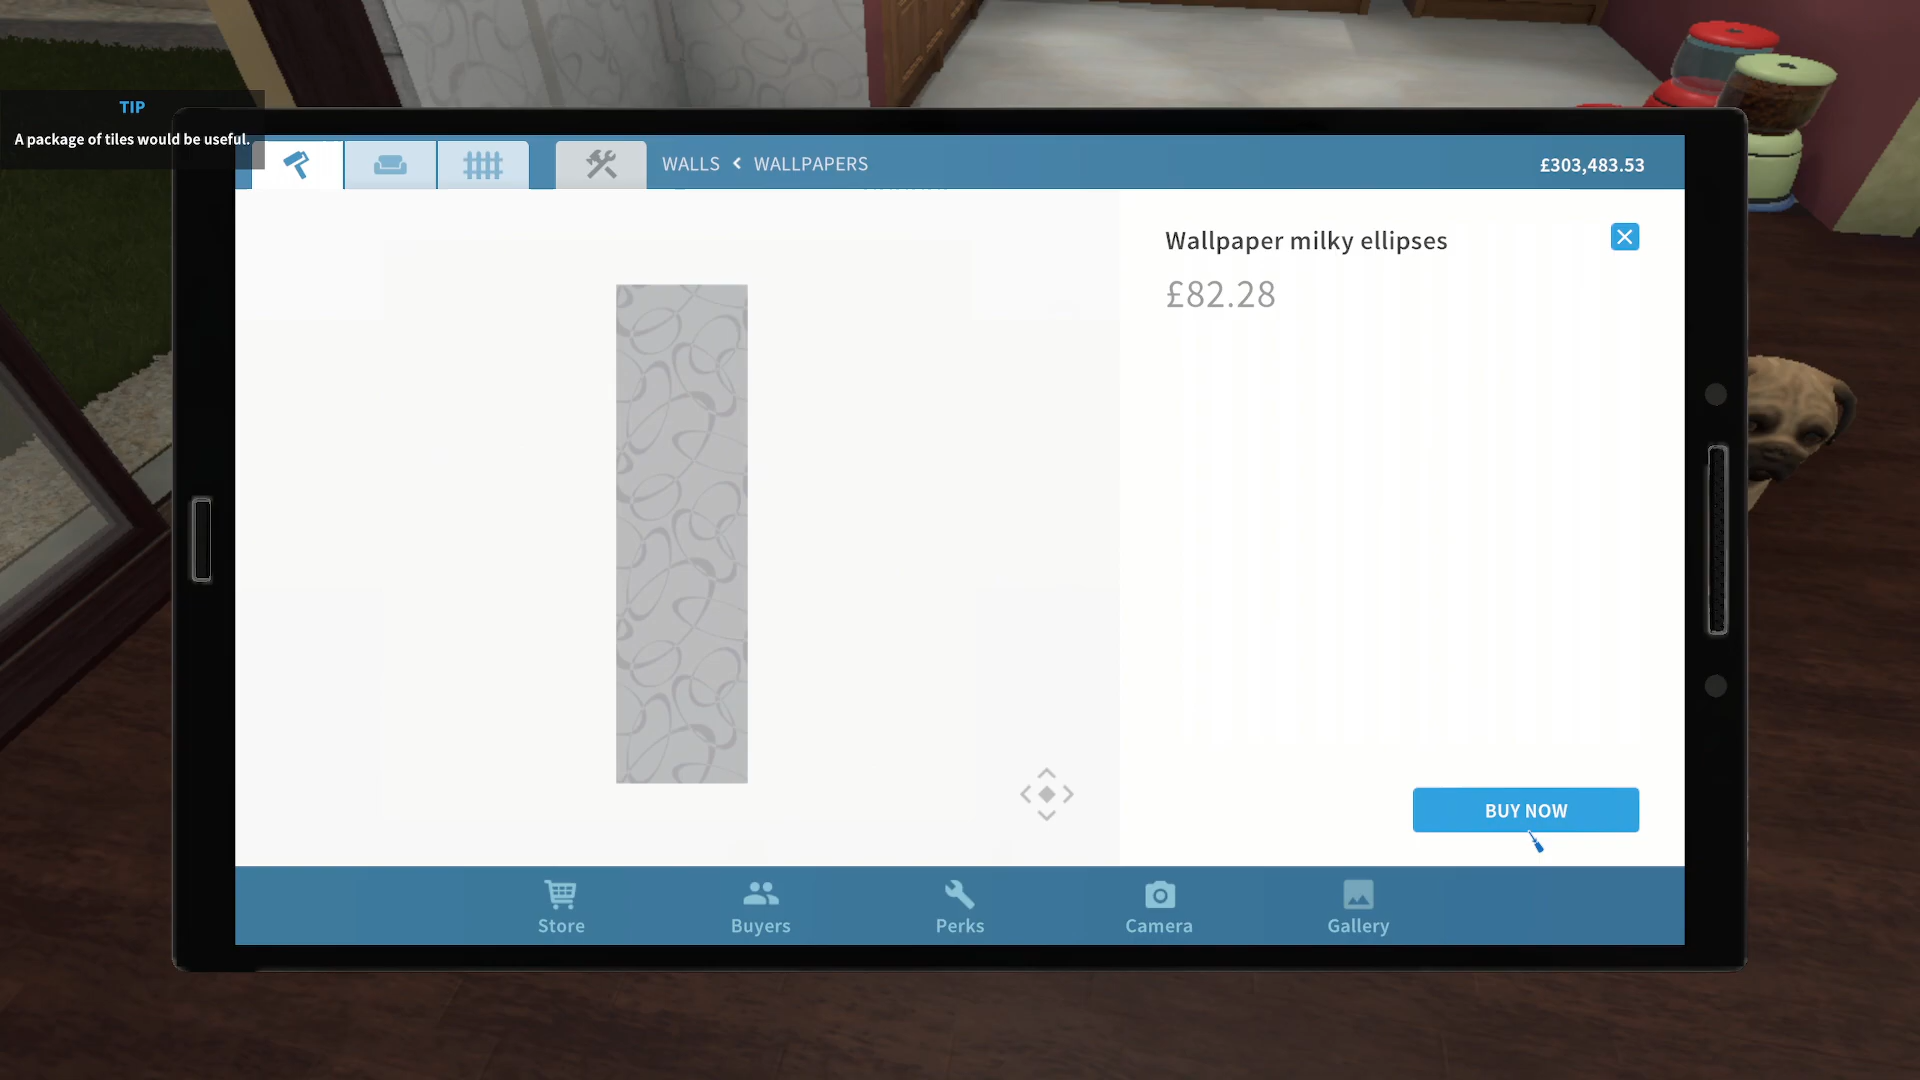 TIP
A package of tiles would be useful.
WALLS < WALLPAPERS
£303,483.53
Wallpaper milky ellipses
£82.28
BUY NOW
Store
Buyers
Perks
Camera
Gallery